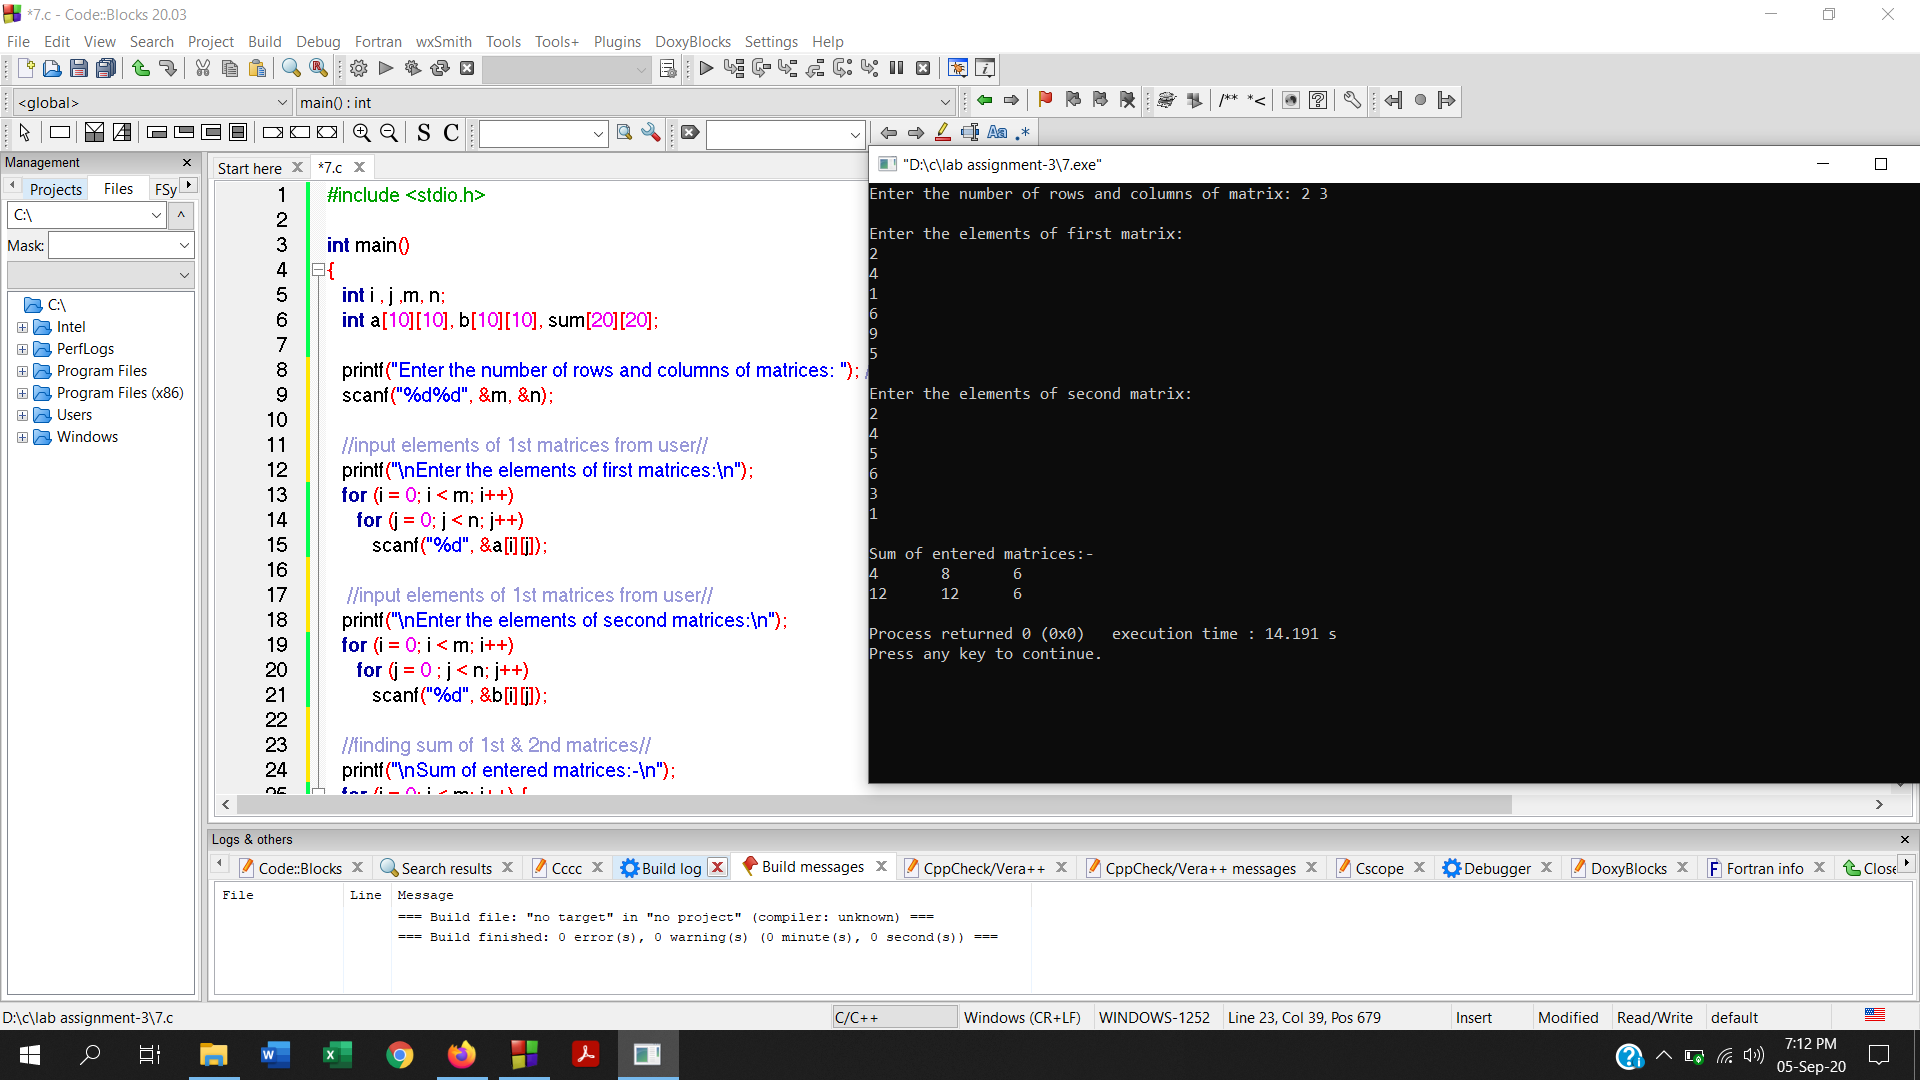 *7.c - Code::Blocks 20.03
File Edit View Search Project Build Debug Fortran wxSmith Tools Tools+ Plugins DoxyBlocks Settings Help
<global> main() : int
/** *<
S C Aa .*
Management
Projects Files FSy
C:\
Mask:
C:\
Intel
PerfLogs
Program Files
Program Files (x86)
Users
Windows
Start here *7.c
1 #include <stdio.h>
2
3 int main()
4 {
5 int i , j ,m, n;
6 int a[10][10], b[10][10], sum[20][20];
7
8 printf("Enter the number of rows and columns of matrices: "); /
9 scanf("%d%d", &m, &n);
10
11 //input elements of 1st matrices from user//
12 printf("\nEnter the elements of first matrices:\n");
13 for (i = 0; i < m; i++)
14 for (j = 0; j < n; j++)
15 scanf("%d", &a[i][j]);
16
17 //input elements of 1st matrices from user//
18 printf("\nEnter the elements of second matrices:\n");
19 for (i = 0; i < m; i++)
20 for (j = 0 ; j < n; j++)
21 scanf("%d", &b[i][j]);
22
23 //finding sum of 1st & 2nd matrices//
24 printf("\nSum of entered matrices:-\n");
25 for (i = 0; i < m; i++) {
"D:\c\lab assignment-3\7.exe"
Enter the number of rows and columns of matrix: 2 3
Enter the elements of first matrix:
2
4
1
6
9
5
Enter the elements of second matrix:
2
4
5
6
3
1
Sum of entered matrices:-
4 8 6
12 12 6
Process returned 0 (0x0) execution time : 14.191 s
Press any key to continue.
Logs & others
Code::Blocks Search results Cccc Build log Build messages CppCheck/Vera++ CppCheck/Vera++ messages Cscope Debugger DoxyBlocks Fortran info Close
File Line Message
=== Build file: "no target" in "no project" (compiler: unknown) ===
=== Build finished: 0 error(s), 0 warning(s) (0 minute(s), 0 second(s)) ===
D:\c\lab assignment-3\7.c C/C++ Windows (CR+LF) WINDOWS-1252 Line 23, Col 39, Pos 679 Insert Modified Read/Write default
7:12 PM
05-Sep-20